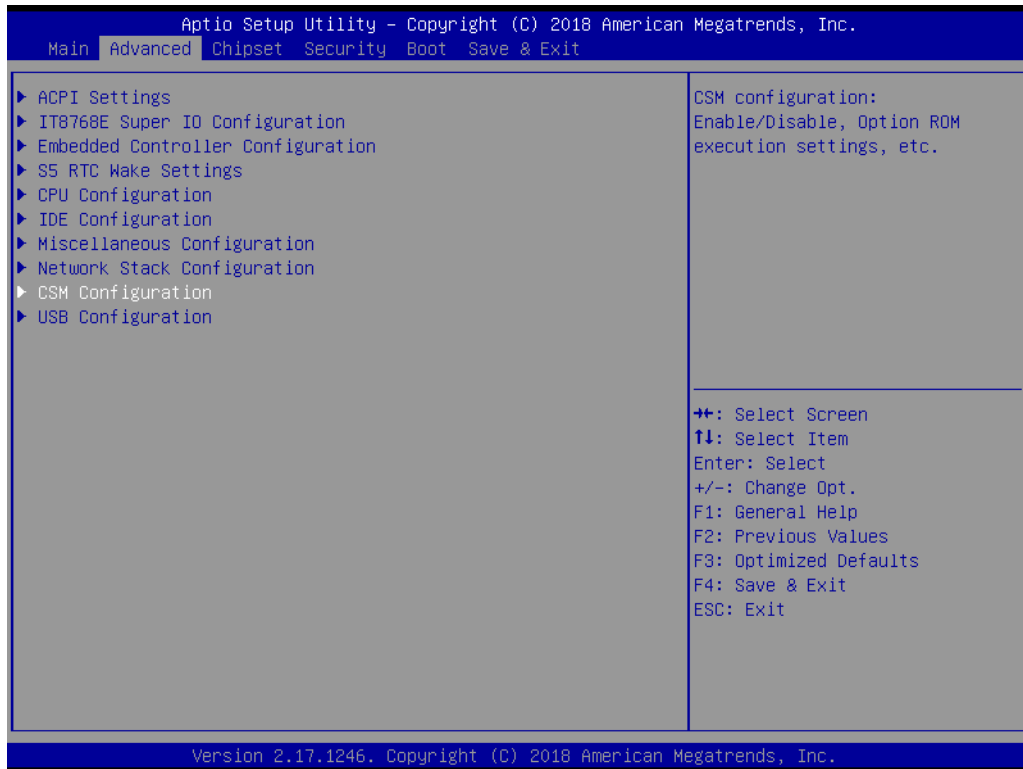 Aptio Setup Utility – Copyright (C) 2018 American Megatrends, Inc.
Main Advanced Chipset Security Boot Save & Exit
▶ ACPI Settings
▶ IT8768E Super IO Configuration
▶ Embedded Controller Configuration
▶ S5 RTC Wake Settings
▶ CPU Configuration
▶ IDE Configuration
▶ Miscellaneous Configuration
▶ Network Stack Configuration
▶ CSM Configuration
▶ USB Configuration
CSM configuration:
Enable/Disable, Option ROM
execution settings, etc.
→←: Select Screen
↑↓: Select Item
Enter: Select
+/-: Change Opt.
F1: General Help
F2: Previous Values
F3: Optimized Defaults
F4: Save & Exit
ESC: Exit
Version 2.17.1246. Copyright (C) 2018 American Megatrends, Inc.